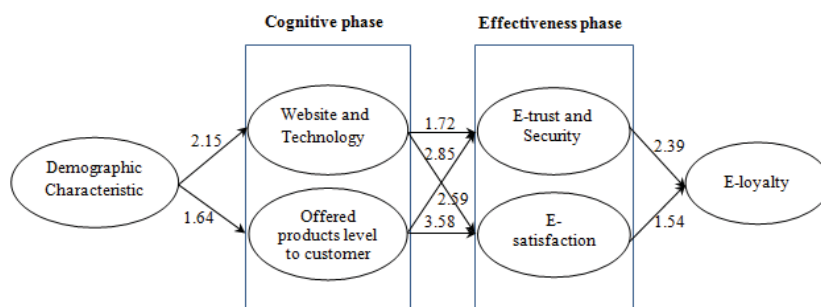 Cognitive phase
Effectiveness phase
Website and
Technology
1.72
E-trust and
Security
2.15
2.85
2.39
Demographic
Characteristic
E-loyalty
1.64
2.59
1.54
Offered
products level
to customer
3.58
E-
satisfaction